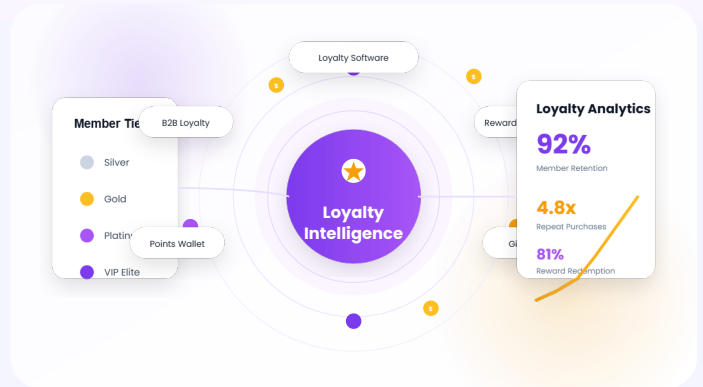 Loyalty Software
Member Tie
B2B Loyalty
Silver
Gold
Platin
Points Wallet
VIP Elite
$
$
Loyalty
Intelligence
$
Reward
Gi
Loyalty Analytics
92%
Member Retention
4.8x
Repeat Purchases
81%
Reward Redemption